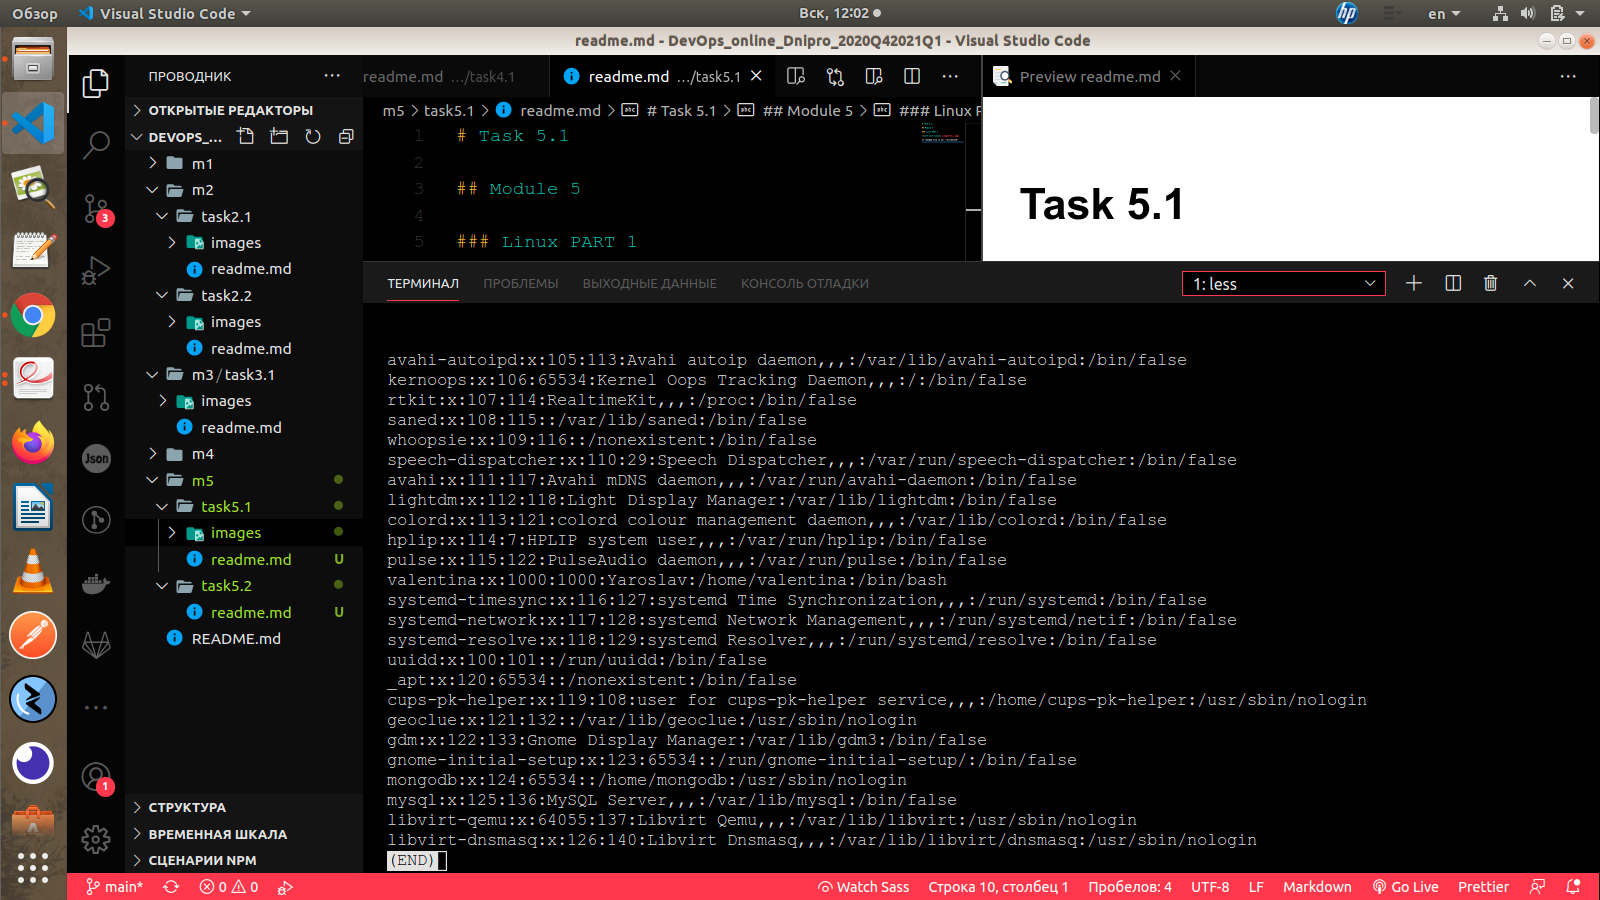 Обзор
Visual Studio Code
Вск, 12:02
hp
en
readme.md - DevOps_online_Dnipro_2020Q42021Q1 - Visual Studio Code
ПРОВОДНИК
readme.md .../task4.1
readme.md .../task5.1
Preview readme.md
ОТКРЫТЫЕ РЕДАКТОРЫ
DEVOPS_...
m1
m2
task2.1
images
readme.md
task2.2
images
readme.md
m3/task3.1
images
readme.md
m4
m5
task5.1
images
readme.md U
task5.2
readme.md U
README.md
СТРУКТУРА
ВРЕМЕННАЯ ШКАЛА
СЦЕНАРИИ NPM
3
Json
1
m5 > task5.1 > readme.md > # Task 5.1 > ## Module 5 > ### Linux P
1 # Task 5.1
2
3 ## Module 5
4
5 ### Linux PART 1
Task 5.1
ТЕРМИНАЛ ПРОБЛЕМЫ ВЫХОДНЫЕ ДАННЫЕ КОНСОЛЬ ОТЛАДКИ
1: less
avahi-autoipd:x:105:113:Avahi autoip daemon,,,:/var/lib/avahi-autoipd:/bin/false
kernoops:x:106:65534:Kernel Oops Tracking Daemon,,,:/:/bin/false
rtkit:x:107:114:RealtimeKit,,,:/proc:/bin/false
saned:x:108:115::/var/lib/saned:/bin/false
whoopsie:x:109:116::/nonexistent:/bin/false
speech-dispatcher:x:110:29:Speech Dispatcher,,,:/var/run/speech-dispatcher:/bin/false
avahi:x:111:117:Avahi mDNS daemon,,,:/var/run/avahi-daemon:/bin/false
lightdm:x:112:118:Light Display Manager:/var/lib/lightdm:/bin/false
colord:x:113:121:colord colour management daemon,,,:/var/lib/colord:/bin/false
hplip:x:114:7:HPLIP system user,,,:/var/run/hplip:/bin/false
pulse:x:115:122:PulseAudio daemon,,,:/var/run/pulse:/bin/false
valentina:x:1000:1000:Yaroslav:/home/valentina:/bin/bash
systemd-timesync:x:116:127:systemd Time Synchronization,,,:/run/systemd:/bin/false
systemd-network:x:117:128:systemd Network Management,,,:/run/systemd/netif:/bin/false
systemd-resolve:x:118:129:systemd Resolver,,,:/run/systemd/resolve:/bin/false
uuidd:x:100:101::/run/uuidd:/bin/false
_apt:x:120:65534::/nonexistent:/bin/false
cups-pk-helper:x:119:108:user for cups-pk-helper service,,,:/home/cups-pk-helper:/usr/sbin/nologin
geoclue:x:121:132::/var/lib/geoclue:/usr/sbin/nologin
gdm:x:122:133:Gnome Display Manager:/var/lib/gdm3:/bin/false
gnome-initial-setup:x:123:65534::/run/gnome-initial-setup/:/bin/false
mongodb:x:124:65534::/home/mongodb:/usr/sbin/nologin
mysql:x:125:136:MySQL Server,,,:/var/lib/mysql:/bin/false
libvirt-qemu:x:64055:137:Libvirt Qemu,,,:/var/lib/libvirt:/usr/sbin/nologin
libvirt-dnsmasq:x:126:140:Libvirt Dnsmasq,,,:/var/lib/libvirt/dnsmasq:/usr/sbin/nologin
(END)
main* 0 0 Watch Sass Строка 10, столбец 1 Пробелов: 4 UTF-8 LF Markdown Go Live Prettier